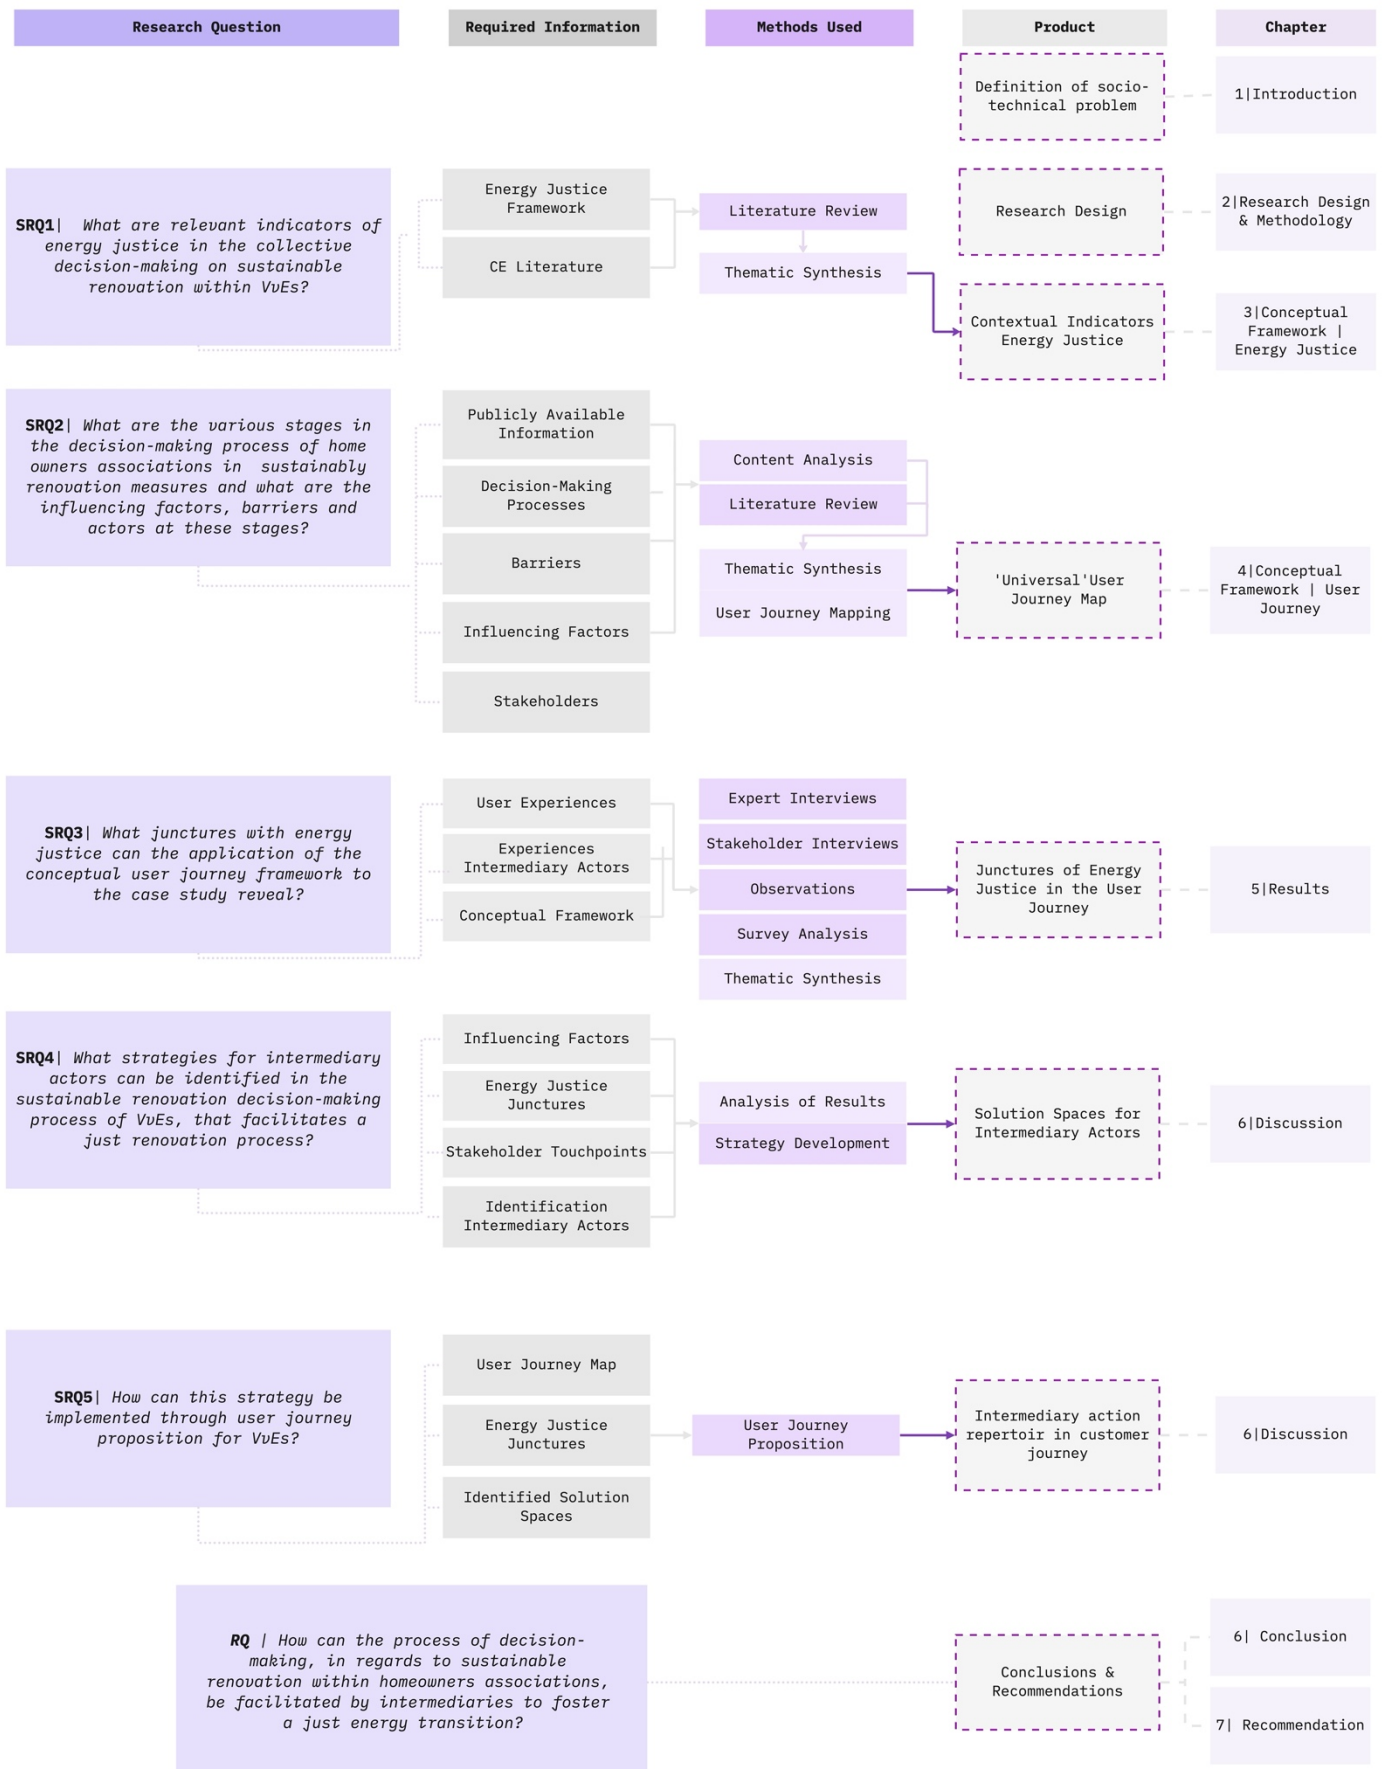 Research Question
Required Information
Methods Used
Product
Chapter
Definition of socio-
technical problem
1|Introduction
SRQ1|  What are relevant indicators of
energy justice in the collective
decision-making on sustainable
renovation within VvEs?
Energy Justice
Framework
CE Literature
Literature Review
Thematic Synthesis
Research Design
2|Research Design
& Methodology
Contextual Indicators
Energy Justice
3|Conceptual
Framework |
Energy Justice
SRQ2| What are the various stages in
the decision-making process of home
owners associations in  sustainably
renovation measures and what are the
influencing factors, barriers and
actors at these stages?
Publicly Available
Information
Decision-Making
Processes
Barriers
Influencing Factors
Stakeholders
Content Analysis
Literature Review
Thematic Synthesis
User Journey Mapping
'Universal'User
Journey Map
4|Conceptual
Framework | User
Journey
SRQ3| What junctures with energy
justice can the application of the
conceptual user journey framework to
the case study reveal?
User Experiences
Experiences
Intermediary Actors
Conceptual Framework
Expert Interviews
Stakeholder Interviews
Observations
Survey Analysis
Thematic Synthesis
Junctures of Energy
Justice in the User
Journey
5|Results
SRQ4| What strategies for intermediary
actors can be identified in the
sustainable renovation decision-making
process of VvEs, that facilitates a
just renovation process?
Influencing Factors
Energy Justice
Junctures
Stakeholder Touchpoints
Identification
Intermediary Actors
Analysis of Results
Strategy Development
Solution Spaces for
Intermediary Actors
6|Discussion
SRQ5| How can this strategy be
implemented through user journey
proposition for VvEs?
User Journey Map
Energy Justice
Junctures
Identified Solution
Spaces
User Journey
Proposition
Intermediary action
repertoir in customer
journey
6|Discussion
RQ | How can the process of decision-
making, in regards to sustainable
renovation within homeowners associations,
be facilitated by intermediaries to foster
a just energy transition?
Conclusions &
Recommendations
6| Conclusion
7| Recommendation